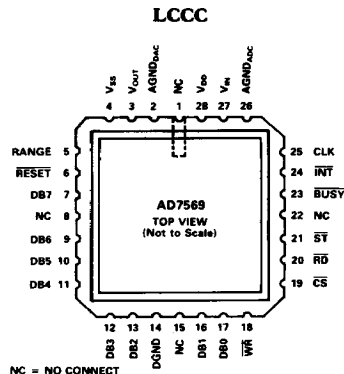 LCCC
VSS VOUT AGNDDAC NC VDD VIN AGNDADC
4 3 2 1 28 27 26
RANGE 5
RESET 6
DB7 7
NC 8
DB6 9
DB5 10
DB4 11
AD7569
TOP VIEW
(Not to Scale)
25 CLK
24 INT
23 BUSY
22 NC
21 ST
20 RD
19 CS
12 13 14 15 16 17 18
DB3 DB2 DGND NC DB1 DB0 WR
NC = NO CONNECT